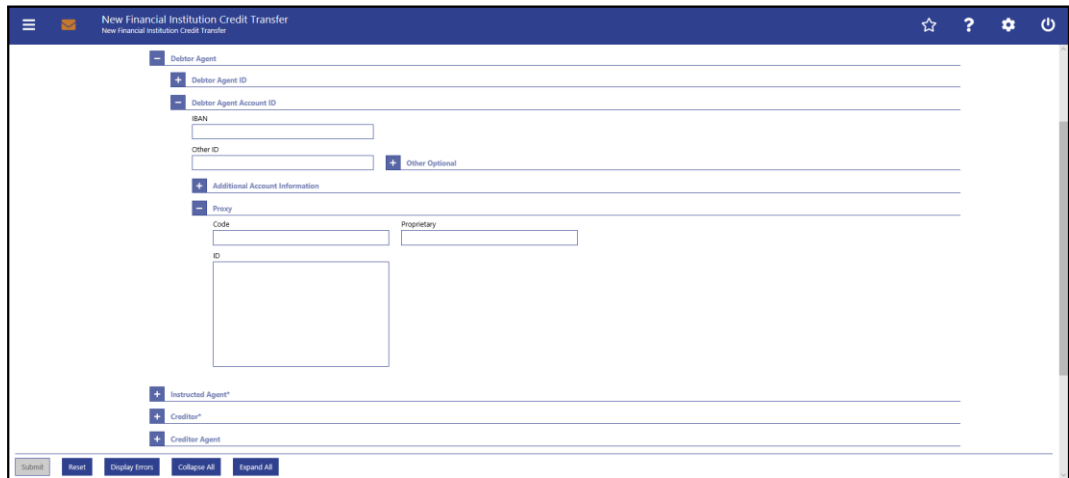 New Financial Institution Credit Transfer
New Financial Institution Credit Transfer
?
Debtor Agent
Debtor Agent ID
Debtor Agent Account ID
IBAN
Other ID
Other Optional
Additional Account Information
Proxy
Code Proprietary
ID
Instructed Agent*
Creditor*
Creditor Agent
Submit Reset Display Errors Collapse All Expand All